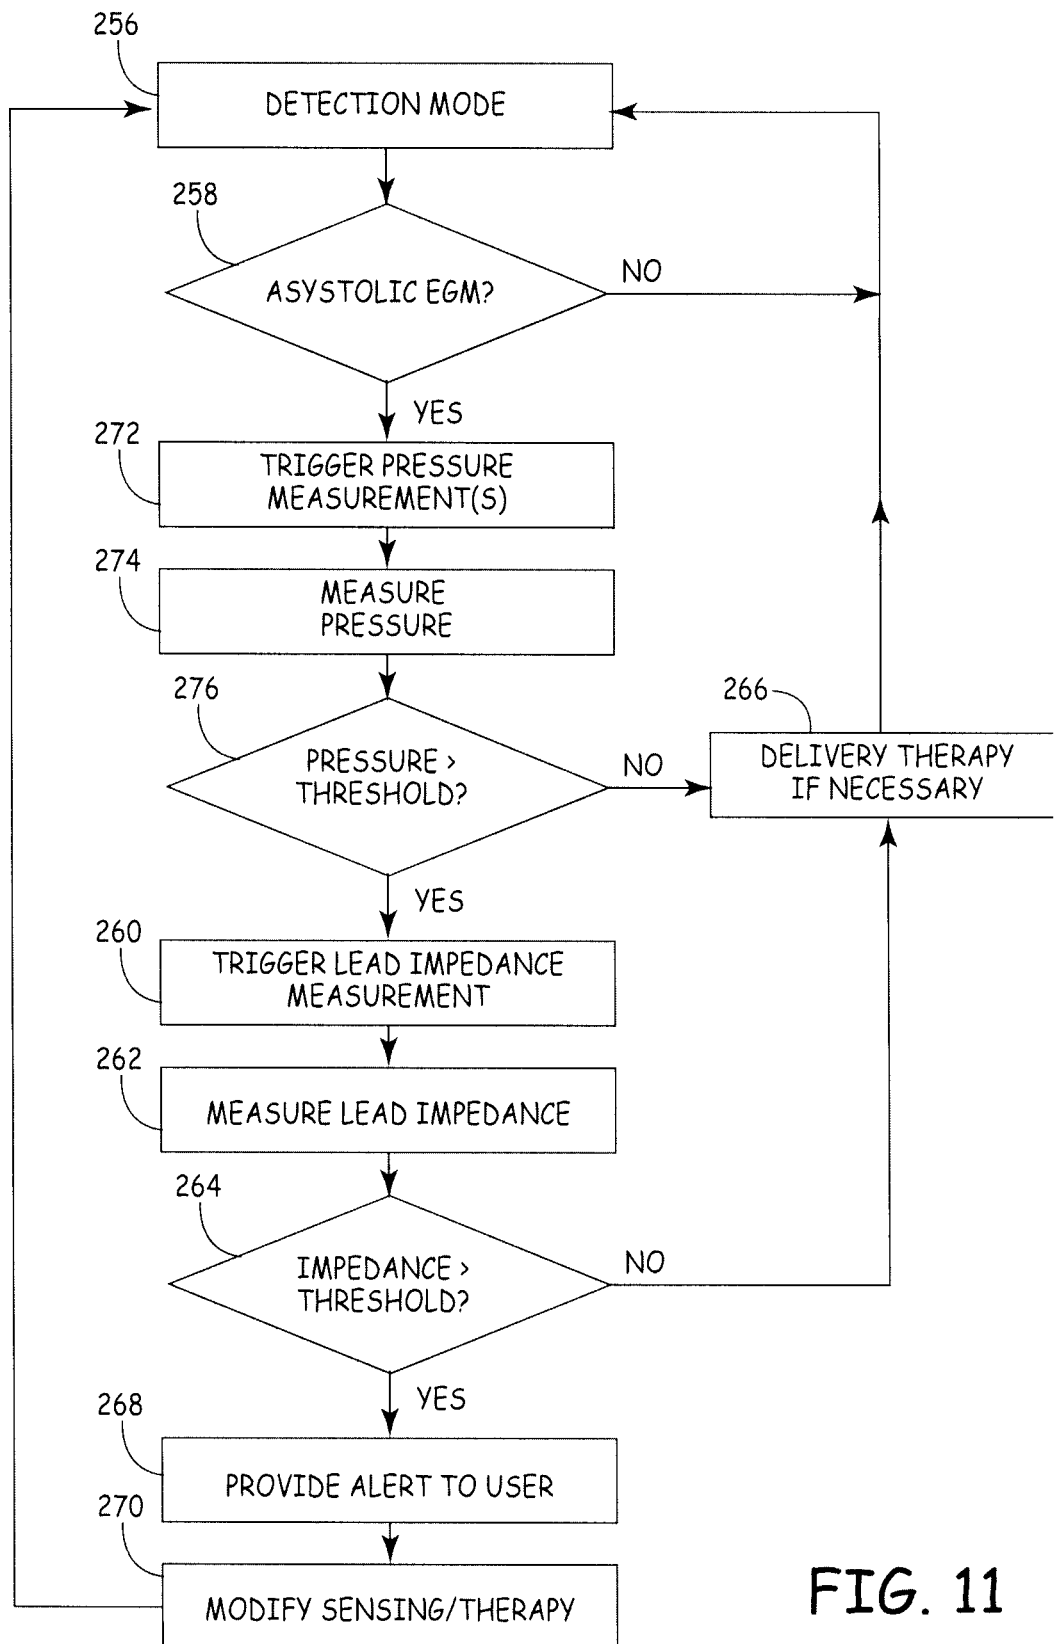 256
DETECTION MODE
258
ASYSTOLIC EGM?
NO
YES
272
TRIGGER PRESSURE
MEASUREMENT(S)
274
MEASURE
PRESSURE
276
PRESSURE >
THRESHOLD?
NO
266
DELIVERY THERAPY
IF NECESSARY
YES
260
TRIGGER LEAD IMPEDANCE
MEASUREMENT
262
MEASURE LEAD IMPEDANCE
264
IMPEDANCE >
THRESHOLD?
NO
YES
268
PROVIDE ALERT TO USER
270
MODIFY SENSING/THERAPY
FIG. 11